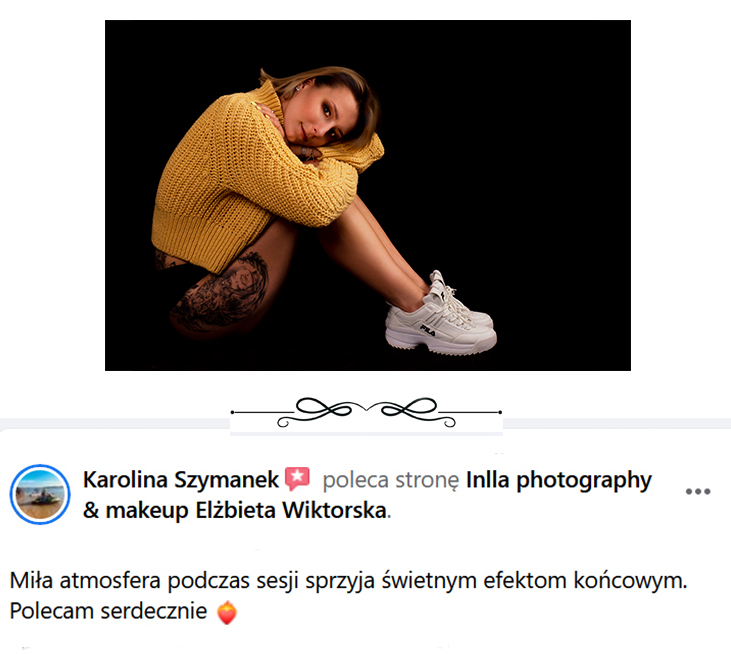 FILA
Karolina Szymanek poleca stronę Inlla photography
& makeup Elżbieta Wiktorska.
Miła atmosfera podczas sesji sprzyja świetnym efektom końcowym.
Polecam serdecznie